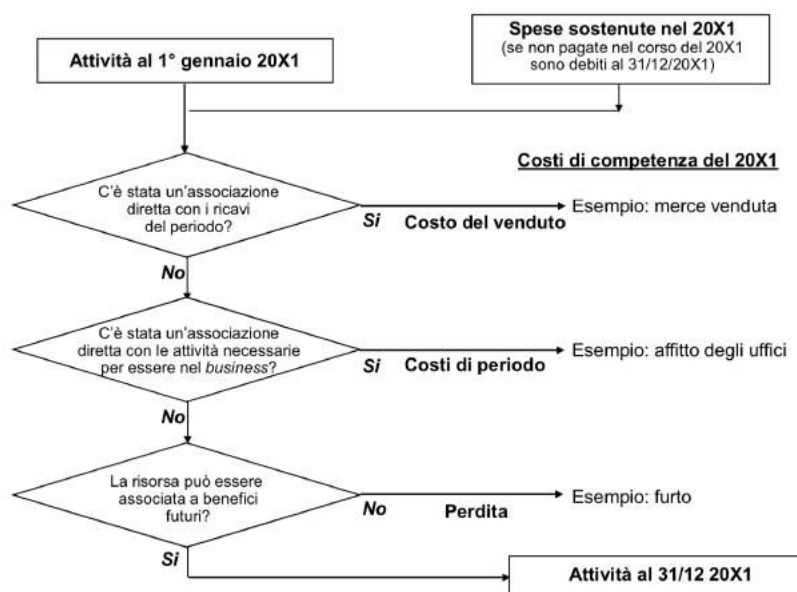 Attività al 1° gennaio 20X1
Spese sostenute nel 20X1
(se non pagate nel corso del 20X1
sono debiti al 31/12/20X1)
Costi di competenza del 20X1
C'è stata un'associazione
diretta con i ricavi
del periodo?
Si Costo del venduto
Esempio: merce venduta
No
C'è stata un'associazione
diretta con le attività necessarie
per essere nel business?
Si Costi di periodo
Esempio: affitto degli uffici
No
La risorsa può essere
associata a benefici
futuri?
No Perdita
Esempio: furto
Si
Attività al 31/12 20X1